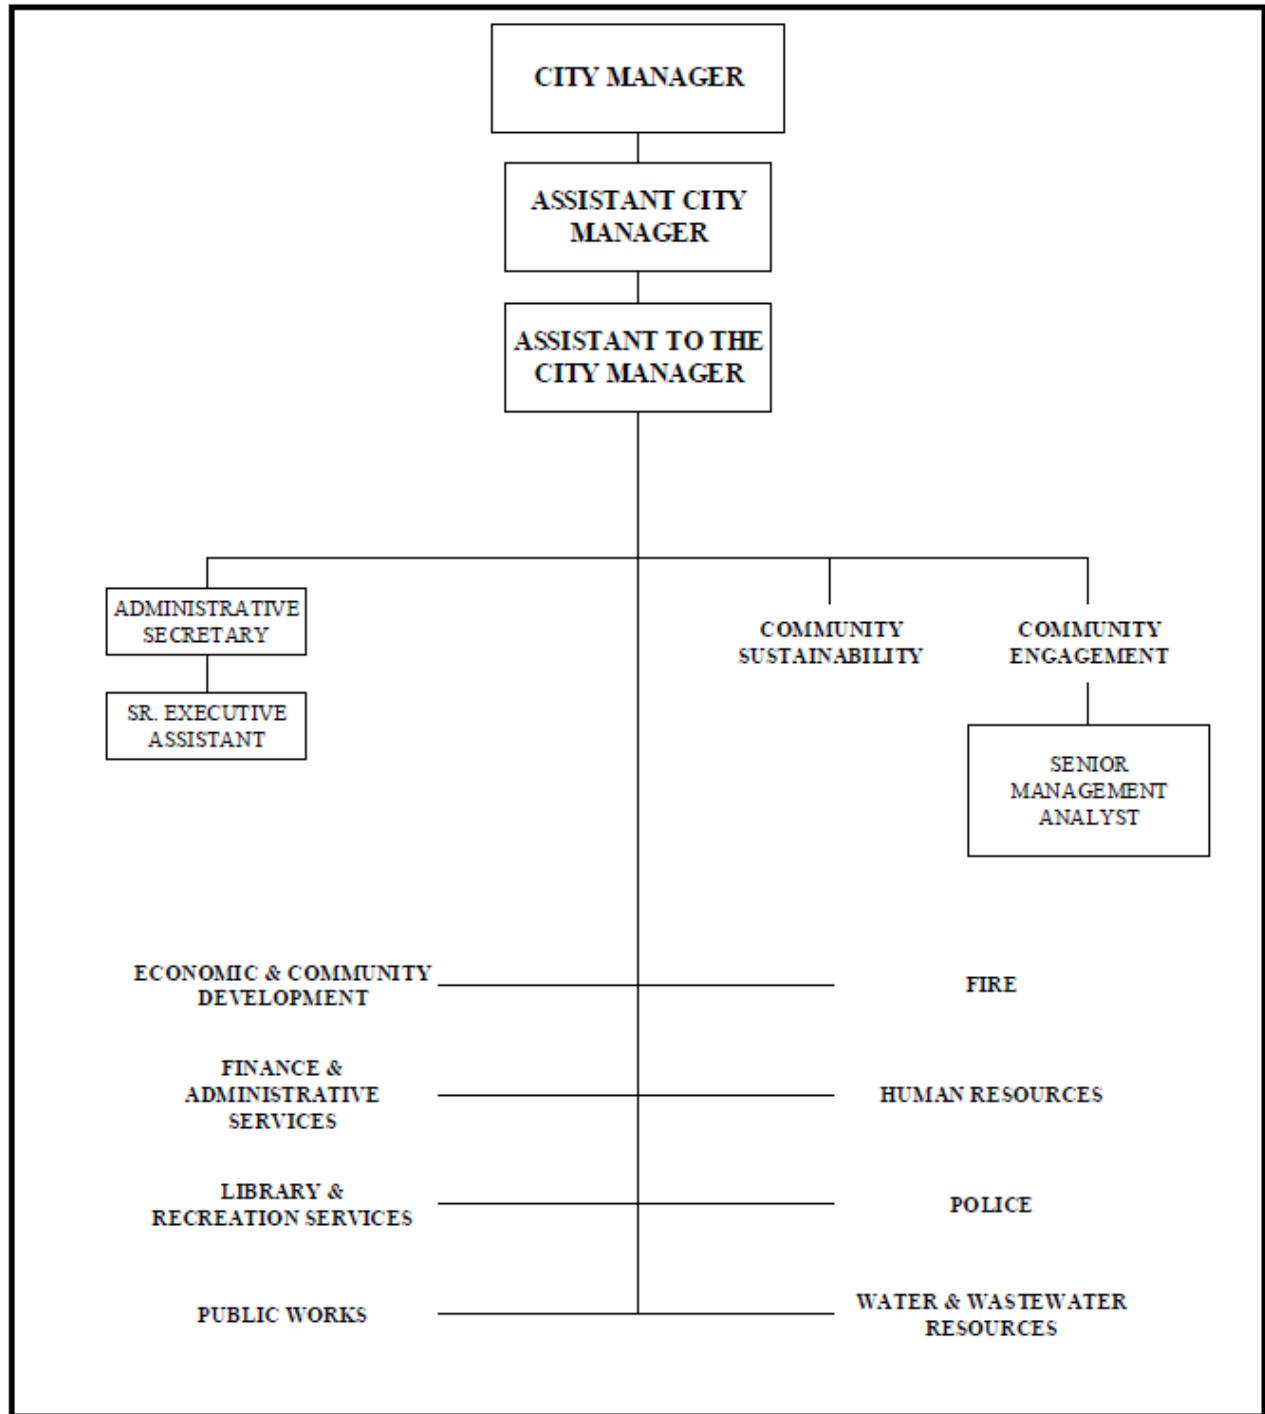 CITY MANAGER
ASSISTANT CITY
MANAGER
ASSISTANT TO THE
CITY MANAGER
ADMINISTRATIVE
SECRETARY
SR. EXECUTIVE
ASSISTANT
COMMUNITY
SUSTAINABILITY
COMMUNITY
ENGAGEMENT
SENIOR
MANAGEMENT
ANALYST
ECONOMIC & COMMUNITY
DEVELOPMENT
FIRE
FINANCE &
ADMINISTRATIVE
SERVICES
HUMAN RESOURCES
LIBRARY &
RECREATION SERVICES
POLICE
PUBLIC WORKS
WATER & WASTEWATER
RESOURCES